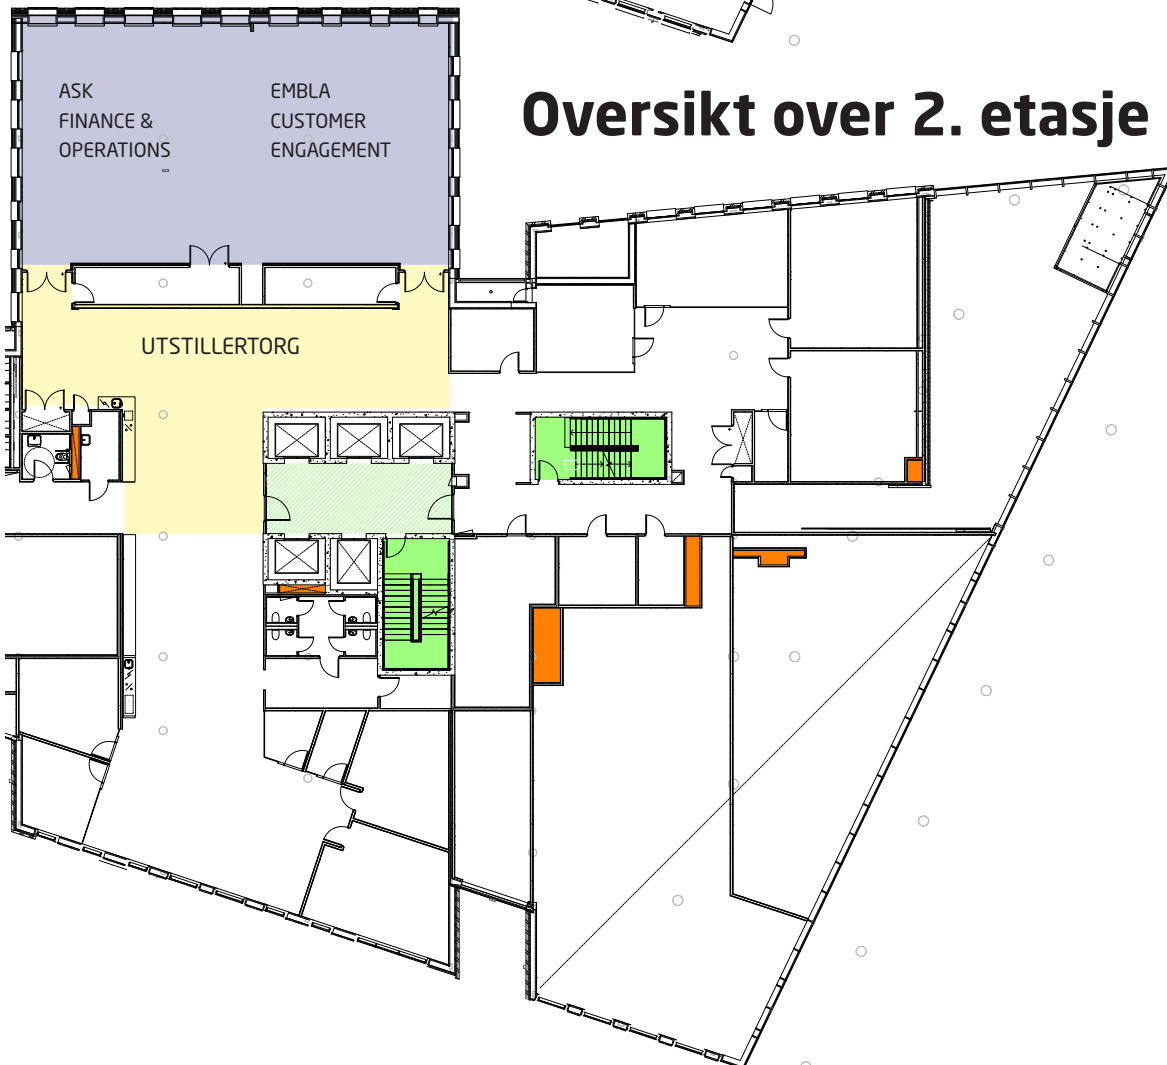 ASK
FINANCE &
OPERATIONS
EMBLA
CUSTOMER
ENGAGEMENT
Oversikt over 2. etasje
UTSTILLERTORG